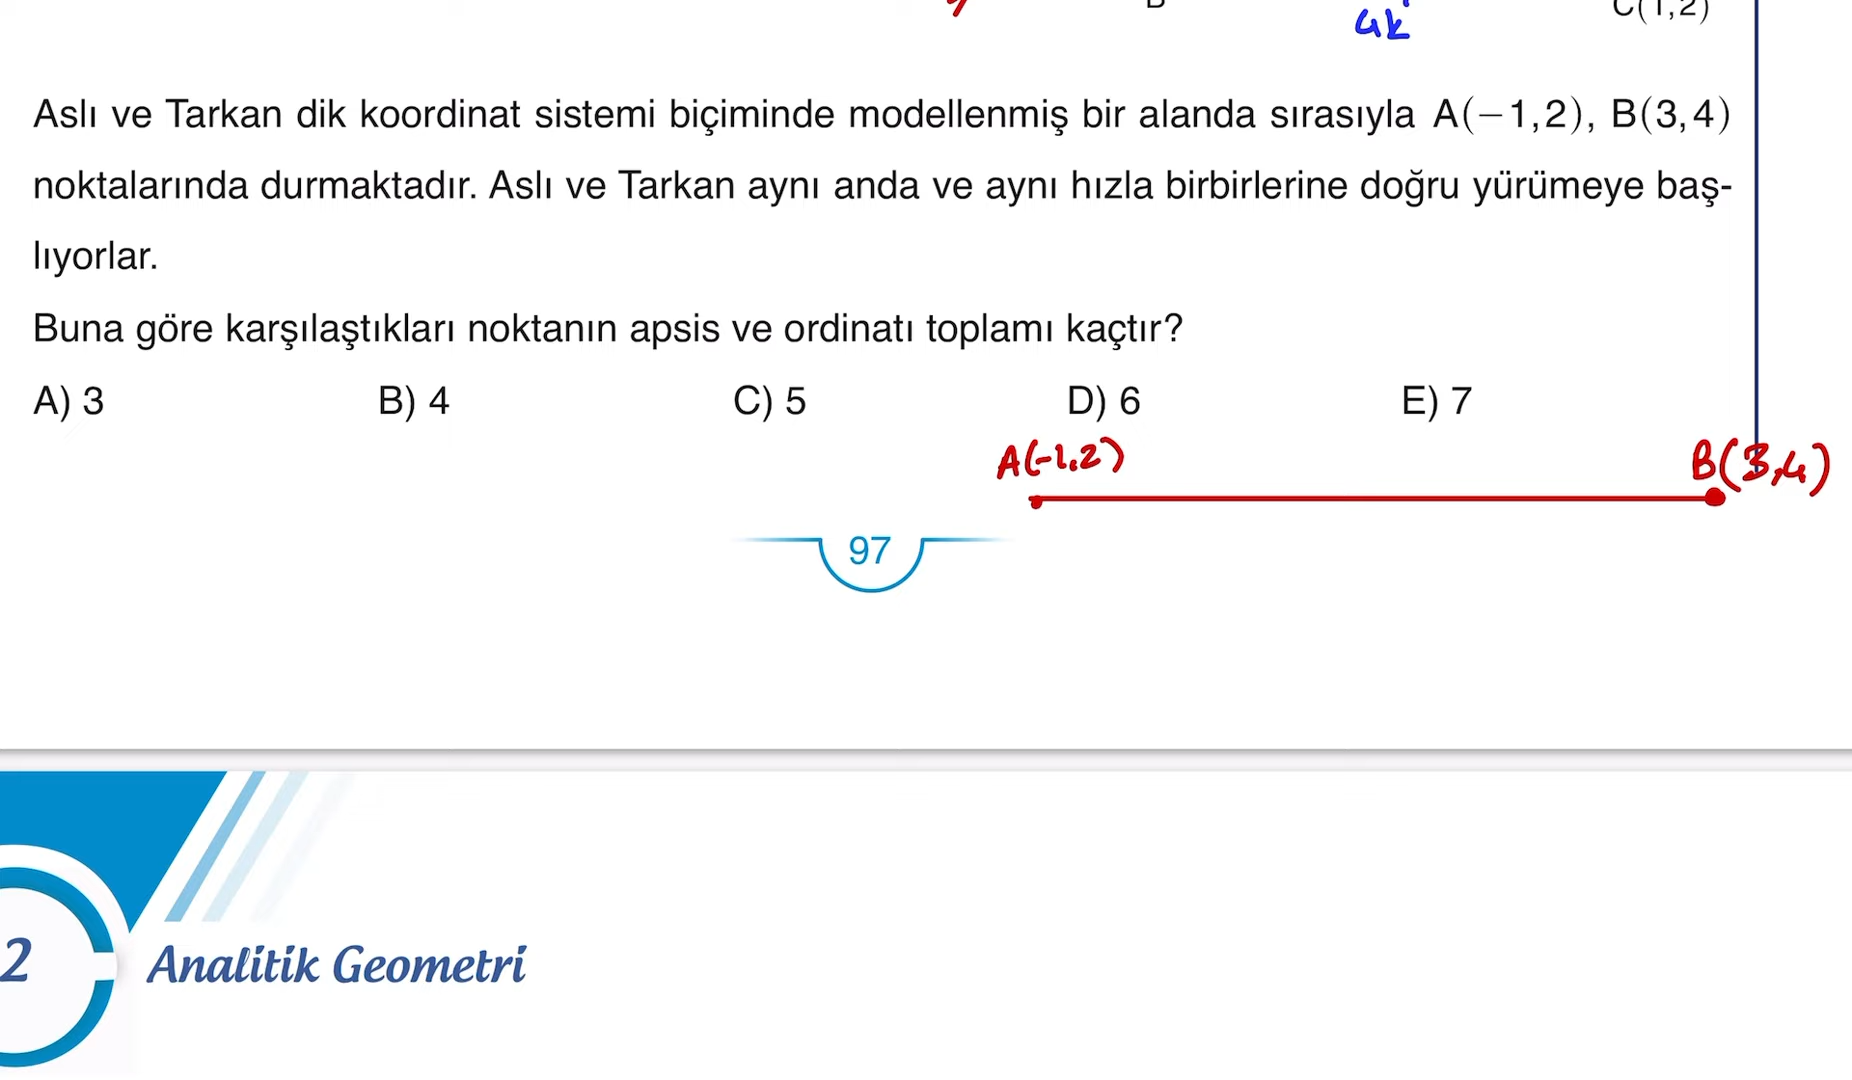 4k
C(1,2)
Aslı ve Tarkan dik koordinat sistemi biçiminde modellenmiş bir alanda sırasıyla A(−1,2), B(3,4)
noktalarında durmaktadır. Aslı ve Tarkan aynı anda ve aynı hızla birbirlerine doğru yürümeye baş-
lıyorlar.
Buna göre karşılaştıkları noktanın apsis ve ordinatı toplamı kaçtır?
A) 3 B) 4 C) 5 D) 6 E) 7
A(-1,2) B(3,4)
97
2 Analitik Geometri